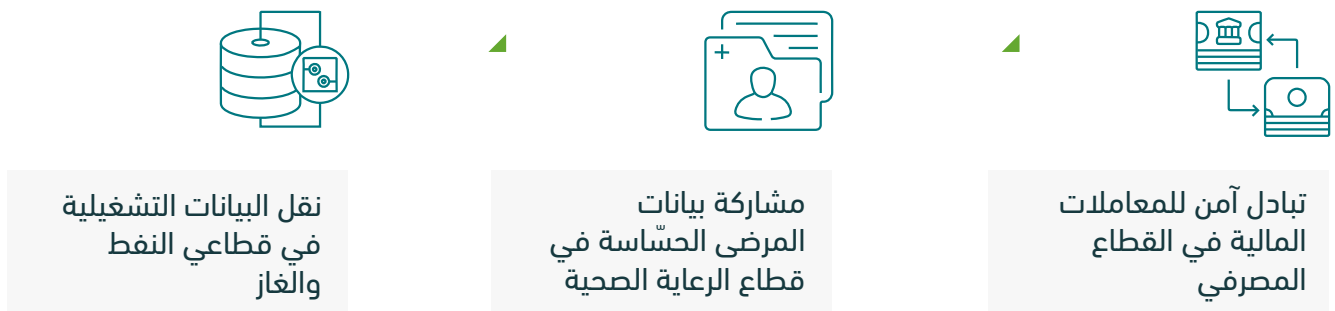 تبادل آمن للمعاملات
المالية في القطاع
المصرفي
مشاركة بيانات
المرضى الحسّاسة في
قطاع الرعاية الصحية
نقل البيانات التشغيلية
في قطاعي النفط
والغاز